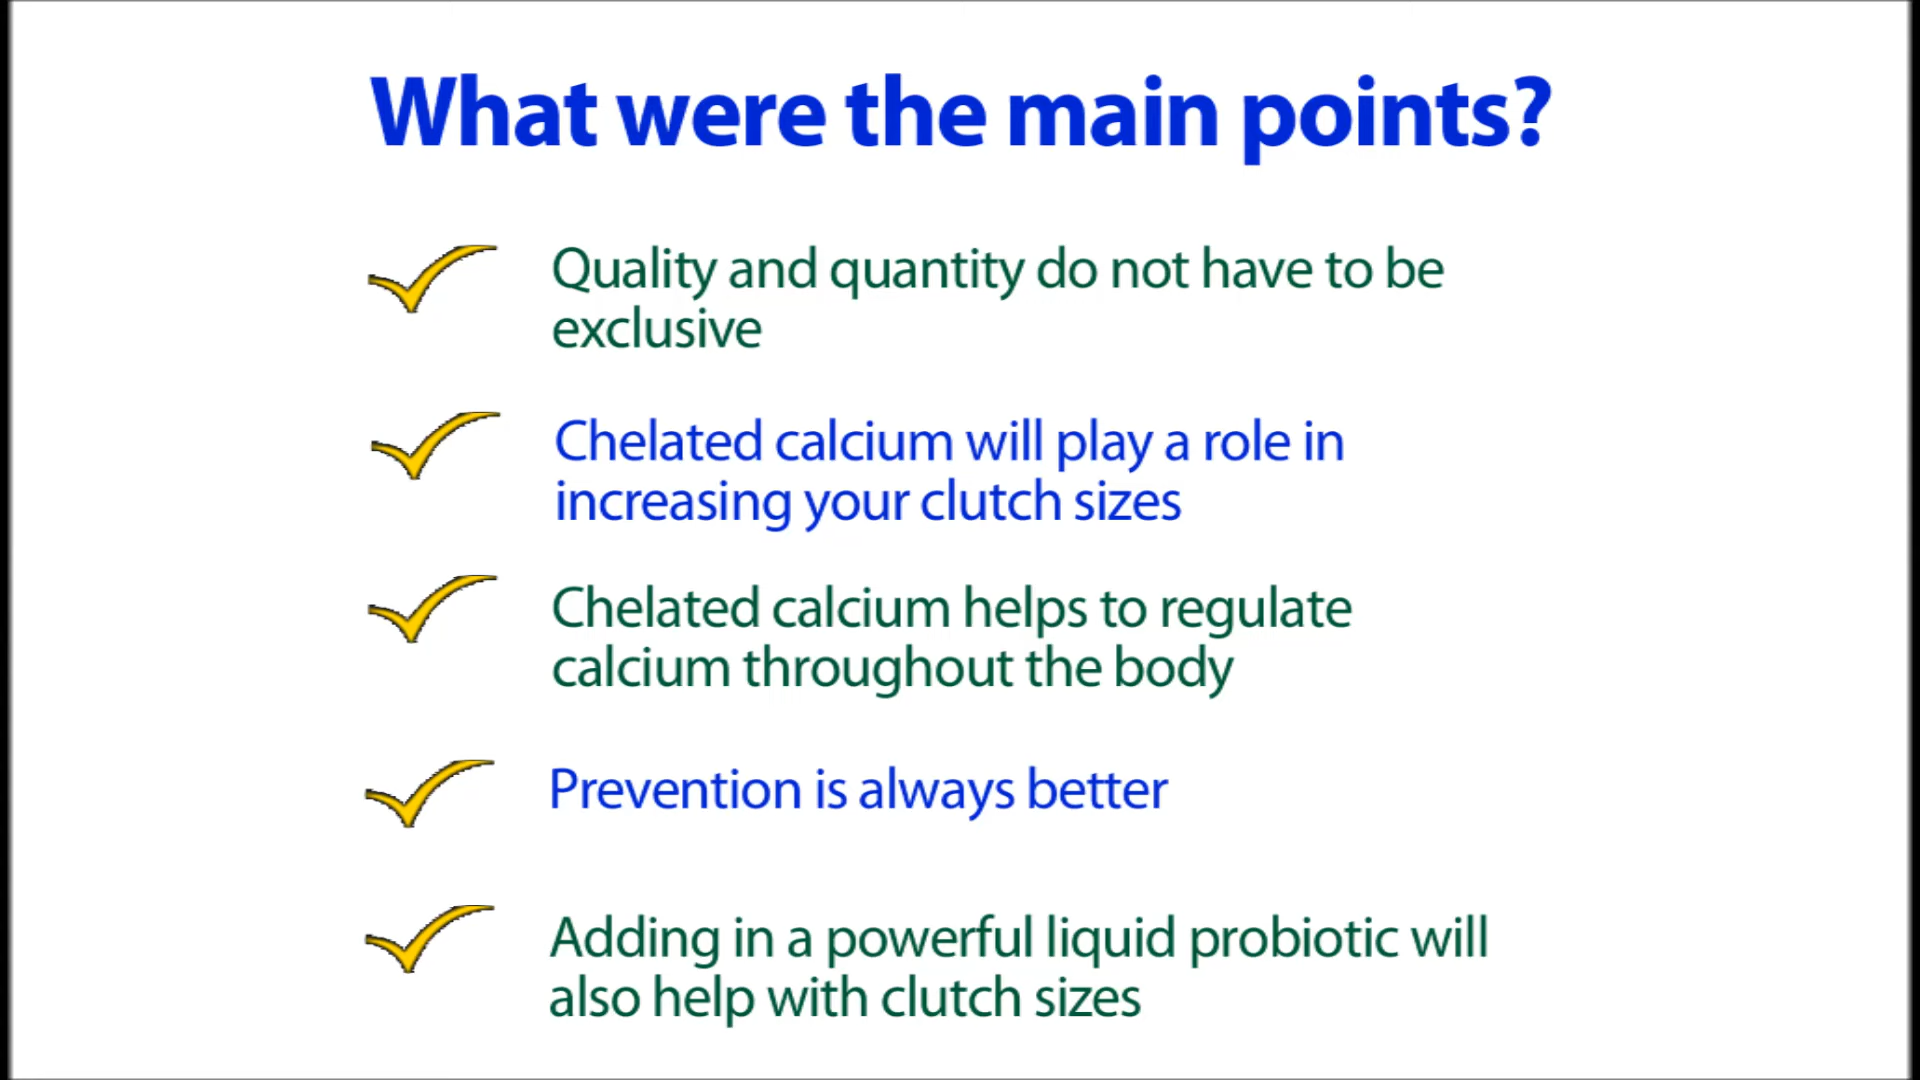 What were the main points?
Quality and quantity do not have to be
exclusive
Chelated calcium will play a role in
increasing your clutch sizes
Chelated calcium helps to regulate
calcium throughout the body
Prevention is always better
Adding in a powerful liquid probiotic will
also help with clutch sizes